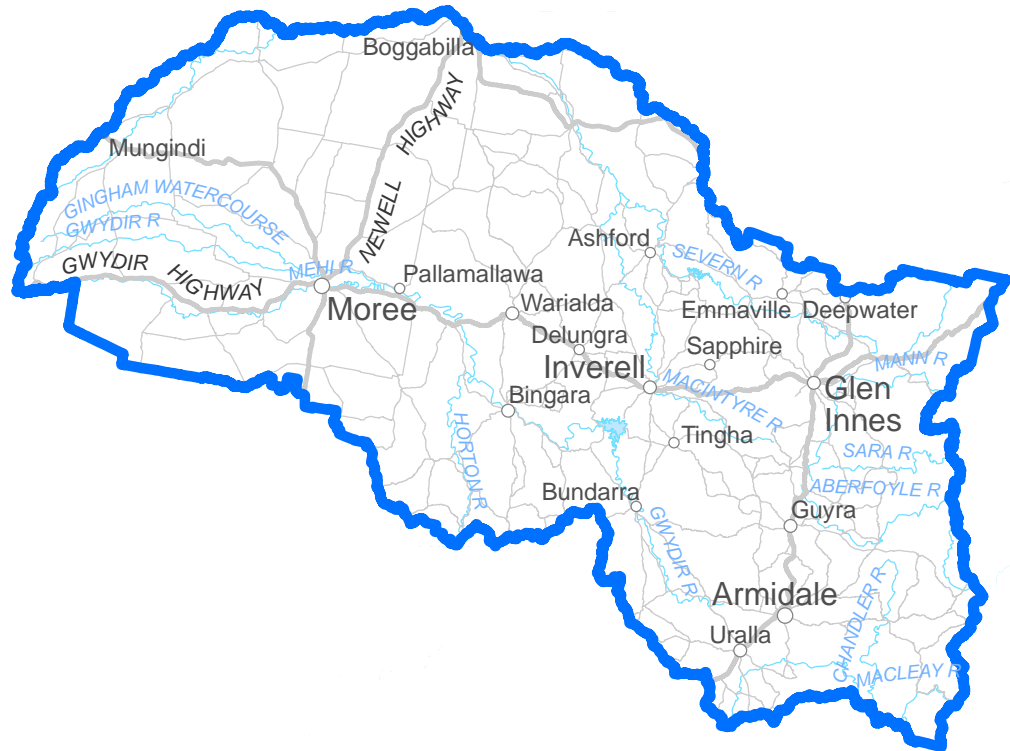 Boggabilla
NEWELL HIGHWAY
Mungindi
GINGHAM WATERCOURSE
GWYDIR R
GWYDIR HIGHWAY
MEHI R
Moree
Pallamallawa
Ashford
SEVERN R
Warialda
Emmaville
Deepwater
Delungra
Sapphire
Inverell
MANN R
MACINTYRE R
Glen
Innes
Bingara
HORTON R
Tingha
SARA R
Bundarra
ABERFOYLE R
Guyra
GWYDIR R
Armidale
CHANDLER R
Uralla
MACLEAY R